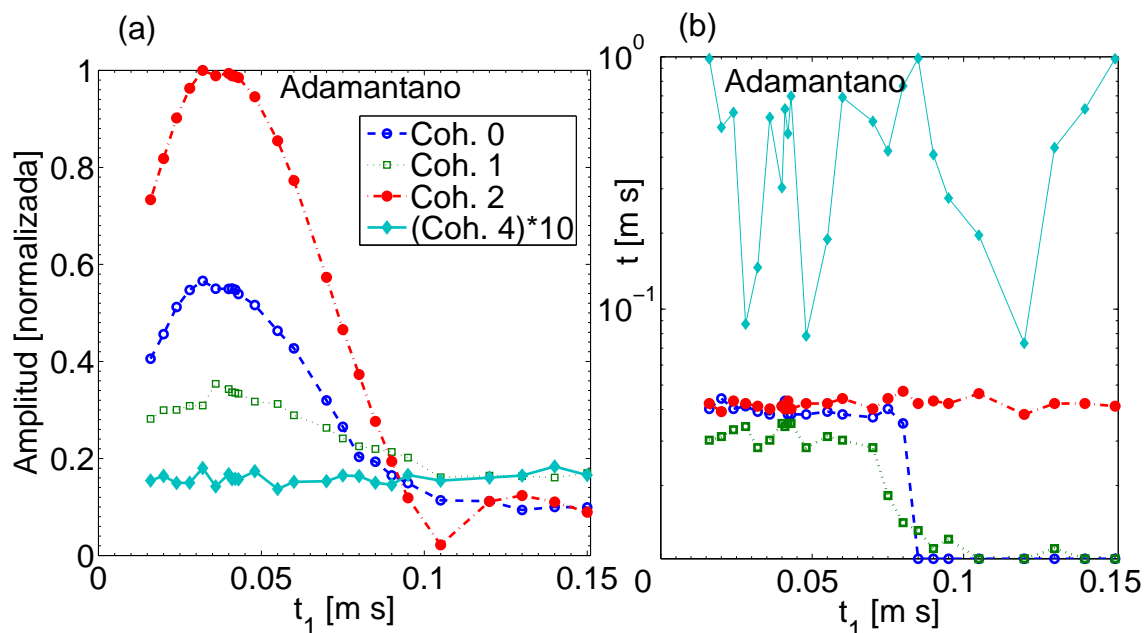 (a)
Adamantano
Coh. 0
Coh. 1
Coh. 2
(Coh. 4)*10
Amplitud [normalizada]
1
0.8
0.6
0.4
0.2
0
0
0.05
0.1
0.15
t_1 [m s]
(b)
Adamantano
t [m s]
10^0
10^−1
0
0.05
0.1
0.15
t_1 [m s]